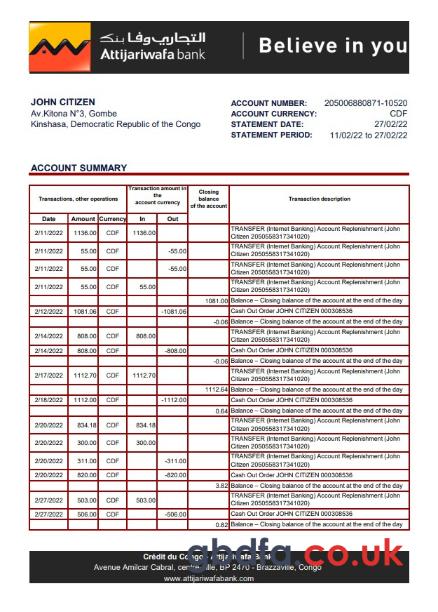 التجاري وفا بنك
Attijariwafa bank
Believe in you
JOHN CITIZEN
Av.Kitona N°3, Gombe
Kinshasa, Democratic Republic of the Congo
ACCOUNT NUMBER: 205006880871-10520
ACCOUNT CURRENCY: CDF
STATEMENT DATE: 27/02/22
STATEMENT PERIOD: 11/02/22 to 27/02/22
ACCOUNT SUMMARY
Transactions, other operations
Transaction amount in the account currency
Closing balance of the account
Transaction description
Date Amount Currency In Out
2/11/2022 1136.00 CDF 1136.00 TRANSFER (Internet Banking) Account Replenishment (John
Citizen 2050558317341020)
2/11/2022 55.00 CDF -55.00 TRANSFER (Internet Banking) Account Replenishment (John
Citizen 2050558317341020)
2/11/2022 55.00 CDF -55.00 TRANSFER (Internet Banking) Account Replenishment (John
Citizen 2050558317341020)
2/11/2022 55.00 CDF 55.00 TRANSFER (Internet Banking) Account Replenishment (John
Citizen 2050558317341020)
1081.00 Balance – Closing balance of the account at the end of the day
2/12/2022 1081.06 CDF -1081.06 Cash Out Order JOHN CITIZEN 000308536
-0.06 Balance – Closing balance of the account at the end of the day
2/14/2022 808.00 CDF 808.00 TRANSFER (Internet Banking) Account Replenishment (John
Citizen 2050558317341020)
2/14/2022 808.00 CDF -808.00 Cash Out Order JOHN CITIZEN 000308536
-0.06 Balance – Closing balance of the account at the end of the day
2/17/2022 1112.70 CDF 1112.70 TRANSFER (Internet Banking) Account Replenishment (John
Citizen 2050558317341020)
1112.64 Balance – Closing balance of the account at the end of the day
2/18/2022 1112.00 CDF -1112.00 Cash Out Order JOHN CITIZEN 000308536
0.64 Balance – Closing balance of the account at the end of the day
2/20/2022 834.18 CDF 834.18 TRANSFER (Internet Banking) Account Replenishment (John
Citizen 2050558317341020)
2/20/2022 300.00 CDF 300.00 TRANSFER (Internet Banking) Account Replenishment (John
Citizen 2050558317341020)
2/20/2022 311.00 CDF -311.00 TRANSFER (Internet Banking) Account Replenishment (John
Citizen 2050558317341020)
2/20/2022 820.00 CDF -820.00 Cash Out Order JOHN CITIZEN 000308536
3.82 Balance – Closing balance of the account at the end of the day
2/27/2022 503.00 CDF 503.00 TRANSFER (Internet Banking) Account Replenishment (John
Citizen 2050558317341020)
2/27/2022 506.00 CDF -506.00 Cash Out Order JOHN CITIZEN 000308536
0.82 Balance – Closing balance of the account at the end of the day
Crédit du Congo - Attijariwafa Bank
Avenue Amilcar Cabral, centre-ville, BP 2470 - Brazzaville, Congo
www.attijariwafabank.com
.co.uk